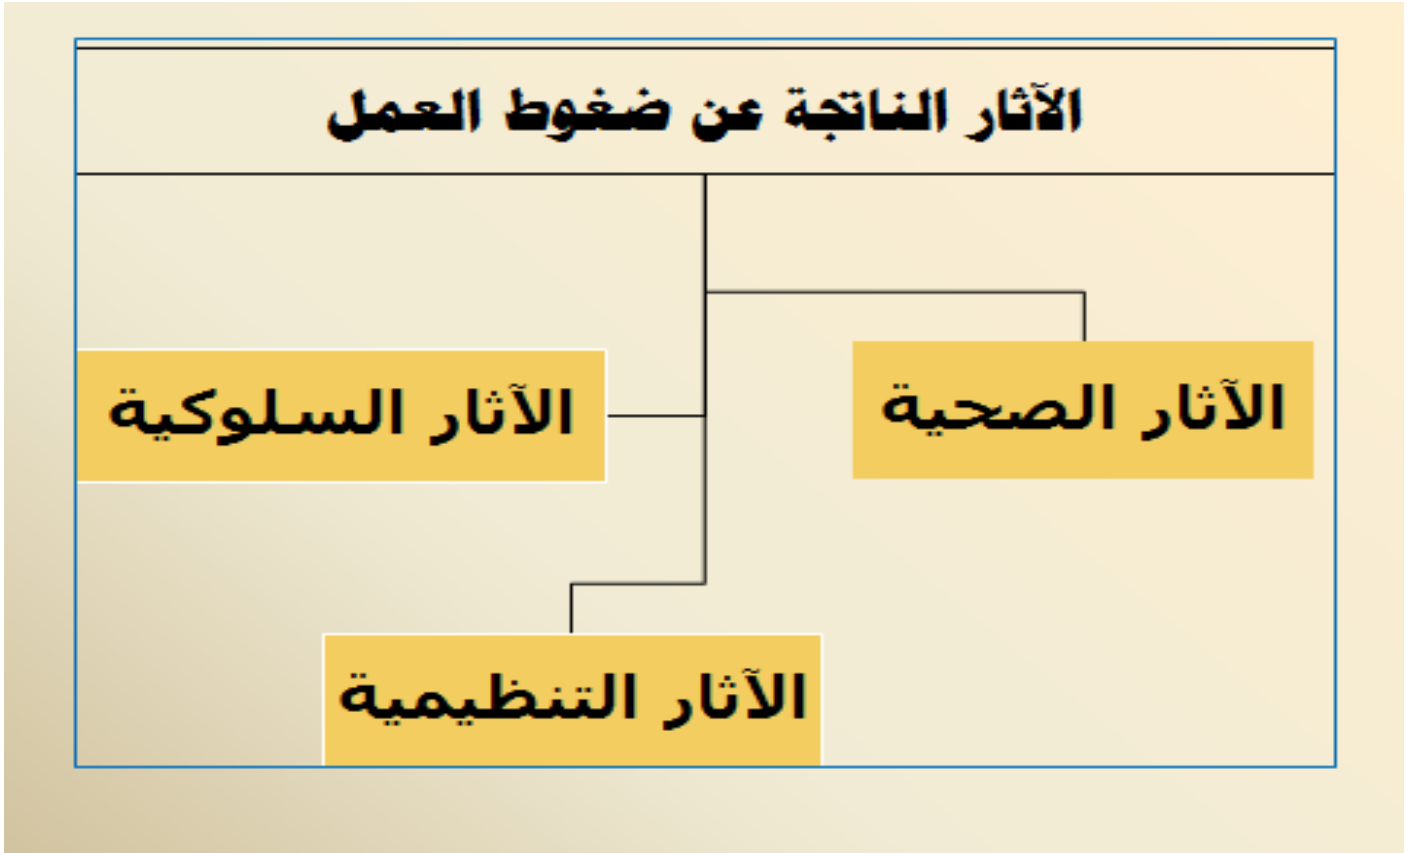 الآثار الناتجة عن ضغوط العمل
الآثار الصحية
الآثار السلوكية
الآثار التنظيمية